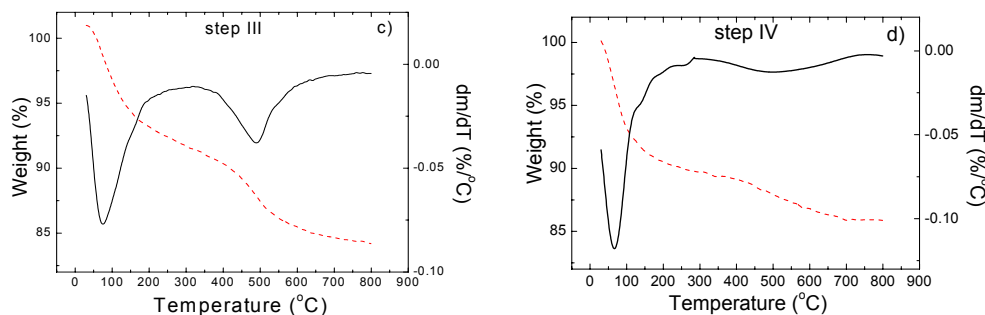 step III
c)
100
95
90
85
Weight (%)
0.00
-0.05
-0.10
dm/dT (%/°C)
0 100 200 300 400 500 600 700 800 900
Temperature (°C)
step IV
d)
100
95
90
85
Weight (%)
0.00
-0.05
-0.10
dm/dT (%/°C)
0 100 200 300 400 500 600 700 800 900
Temperature (°C)